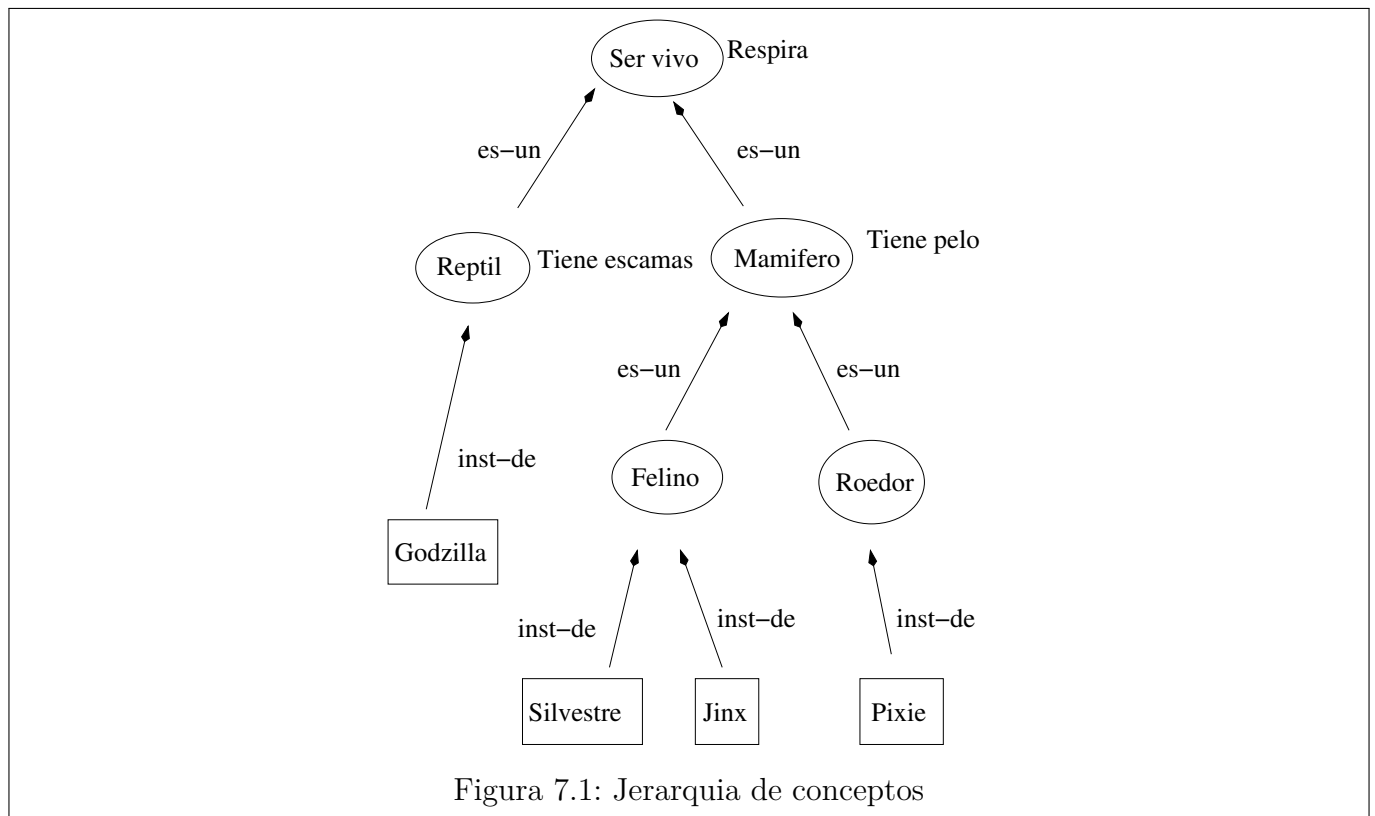 Ser vivo
Respira
es−un
es−un
Reptil
Tiene escamas
Mamifero
Tiene pelo
es−un
es−un
inst−de
Felino
Roedor
Godzilla
inst−de
inst−de
inst−de
Silvestre
Jinx
Pixie
Figura 7.1: Jerarquia de conceptos